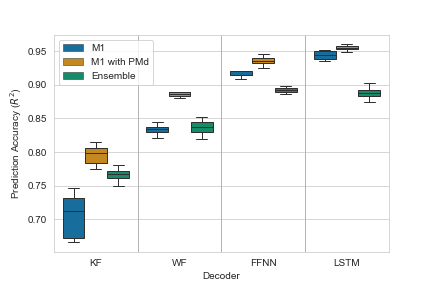 M1
M1 with PMd
Ensemble
Prediction Accuracy (R²)
0.95
0.90
0.85
0.80
0.75
0.70
KF WF FFNN LSTM
Decoder